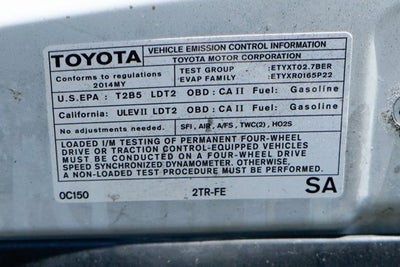 TOYOTA
VEHICLE EMISSION CONTROL INFORMATION
TOYOTA MOTOR CORPORATION
Conforms to regulations
2014MY
TEST GROUP : ETYXT02.7BER
EVAP FAMILY : ETYXR0165P22
U.S.EPA : T2B5 LDT2 OBD : CA II Fuel: Gasoline
California: ULEV II LDT2 OBD : CA II Fuel: Gasoline
No adjustments needed.
SFI , AIR , A/FS , TWC(2) , HO2S
LOADED I/M TESTING OF PERMANENT FOUR-WHEEL
DRIVE OR TRACTION CONTROL-EQUIPPED VEHICLES
MUST BE CONDUCTED ON A FOUR-WHEEL DRIVE
SPEED SYNCHRONIZED DYNAMOMETER. OTHERWISE,
A NON-LOADED TEST PROCEDURE MUST BE PERFORMED.
0C150 2TR-FE SA